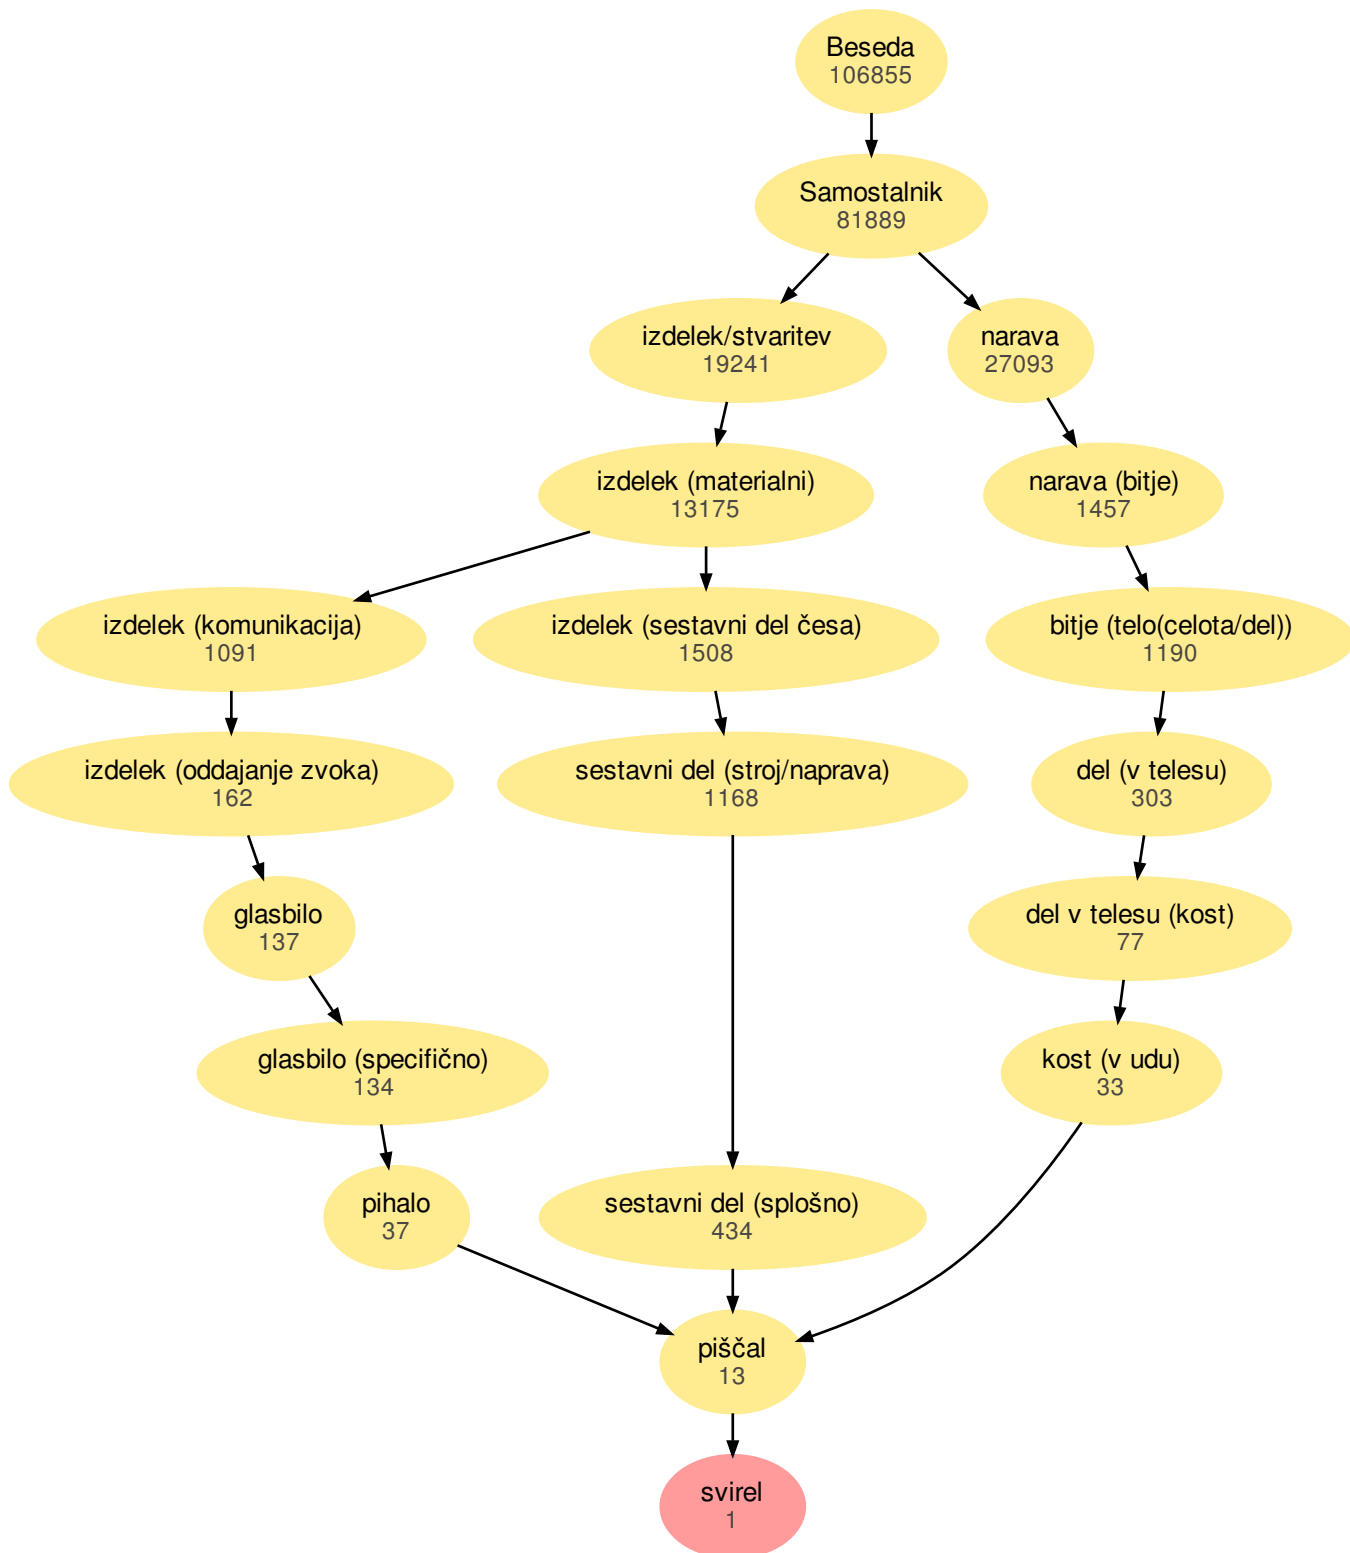 Beseda
106855
Samostalnik
81889
izdelek/stvaritev
19241
narava
27093
izdelek (materialni)
13175
narava (bitje)
1457
izdelek (komunikacija)
1091
izdelek (sestavni del česa)
1508
bitje (telo(celota/del))
1190
izdelek (oddajanje zvoka)
162
sestavni del (stroj/naprava)
1168
del (v telesu)
303
glasbilo
137
del v telesu (kost)
77
glasbilo (specifično)
134
kost (v udu)
33
pihalo
37
sestavni del (splošno)
434
piščal
13
svirel
1